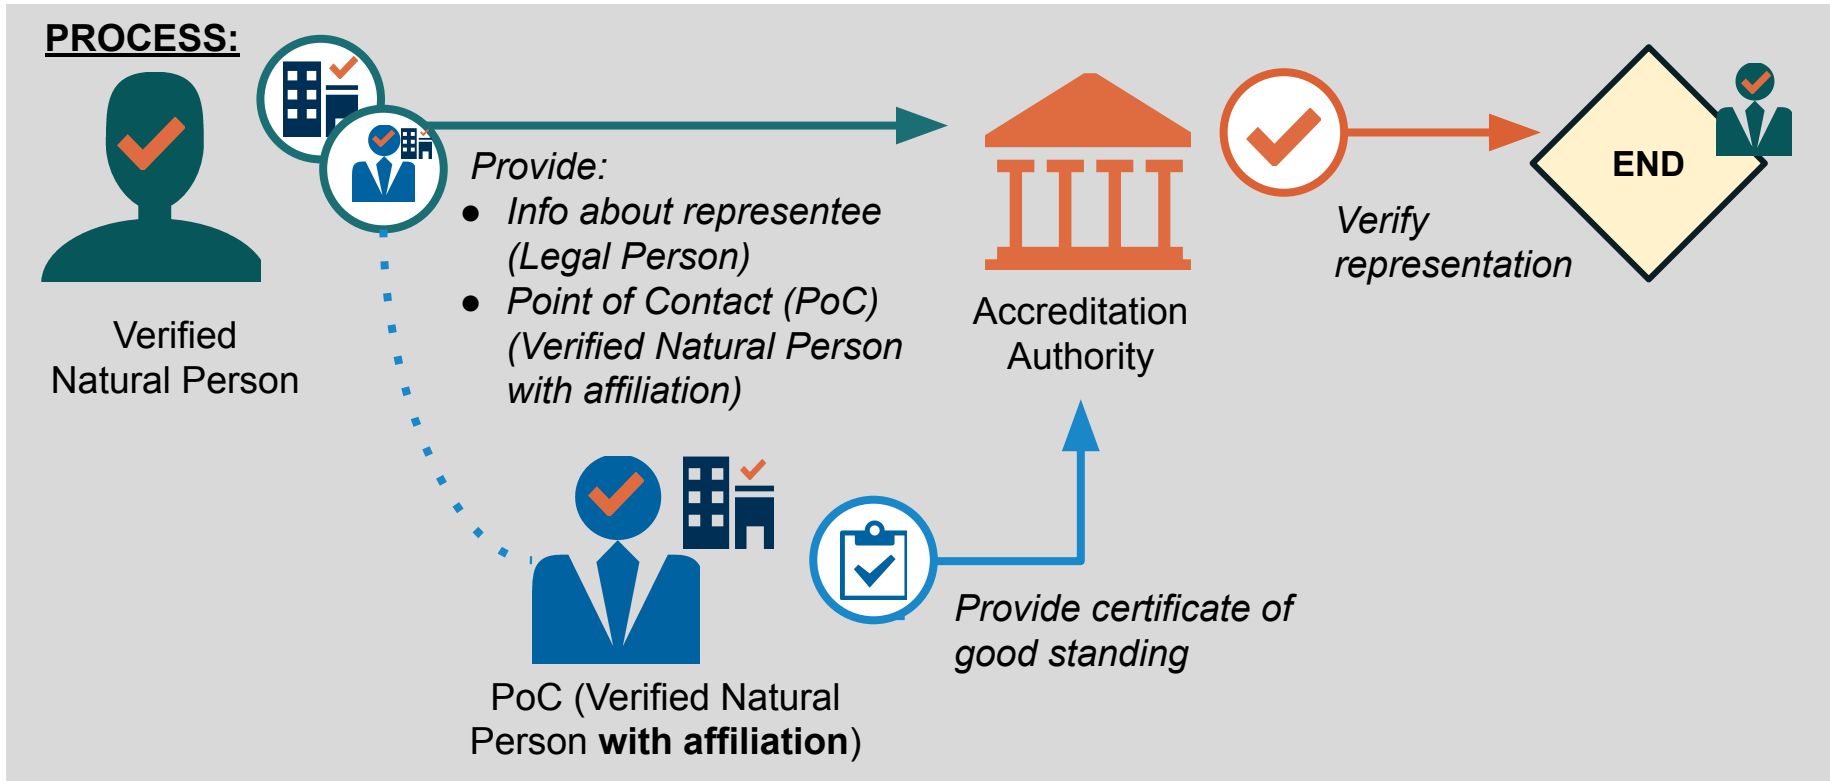 PROCESS:
Verified
Natural Person
Provide:
● Info about representee
(Legal Person)
● Point of Contact (PoC)
(Verified Natural Person
with affiliation)
Accreditation
Authority
Verify
representation
END
Provide certificate of
good standing
PoC (Verified Natural
Person with affiliation)